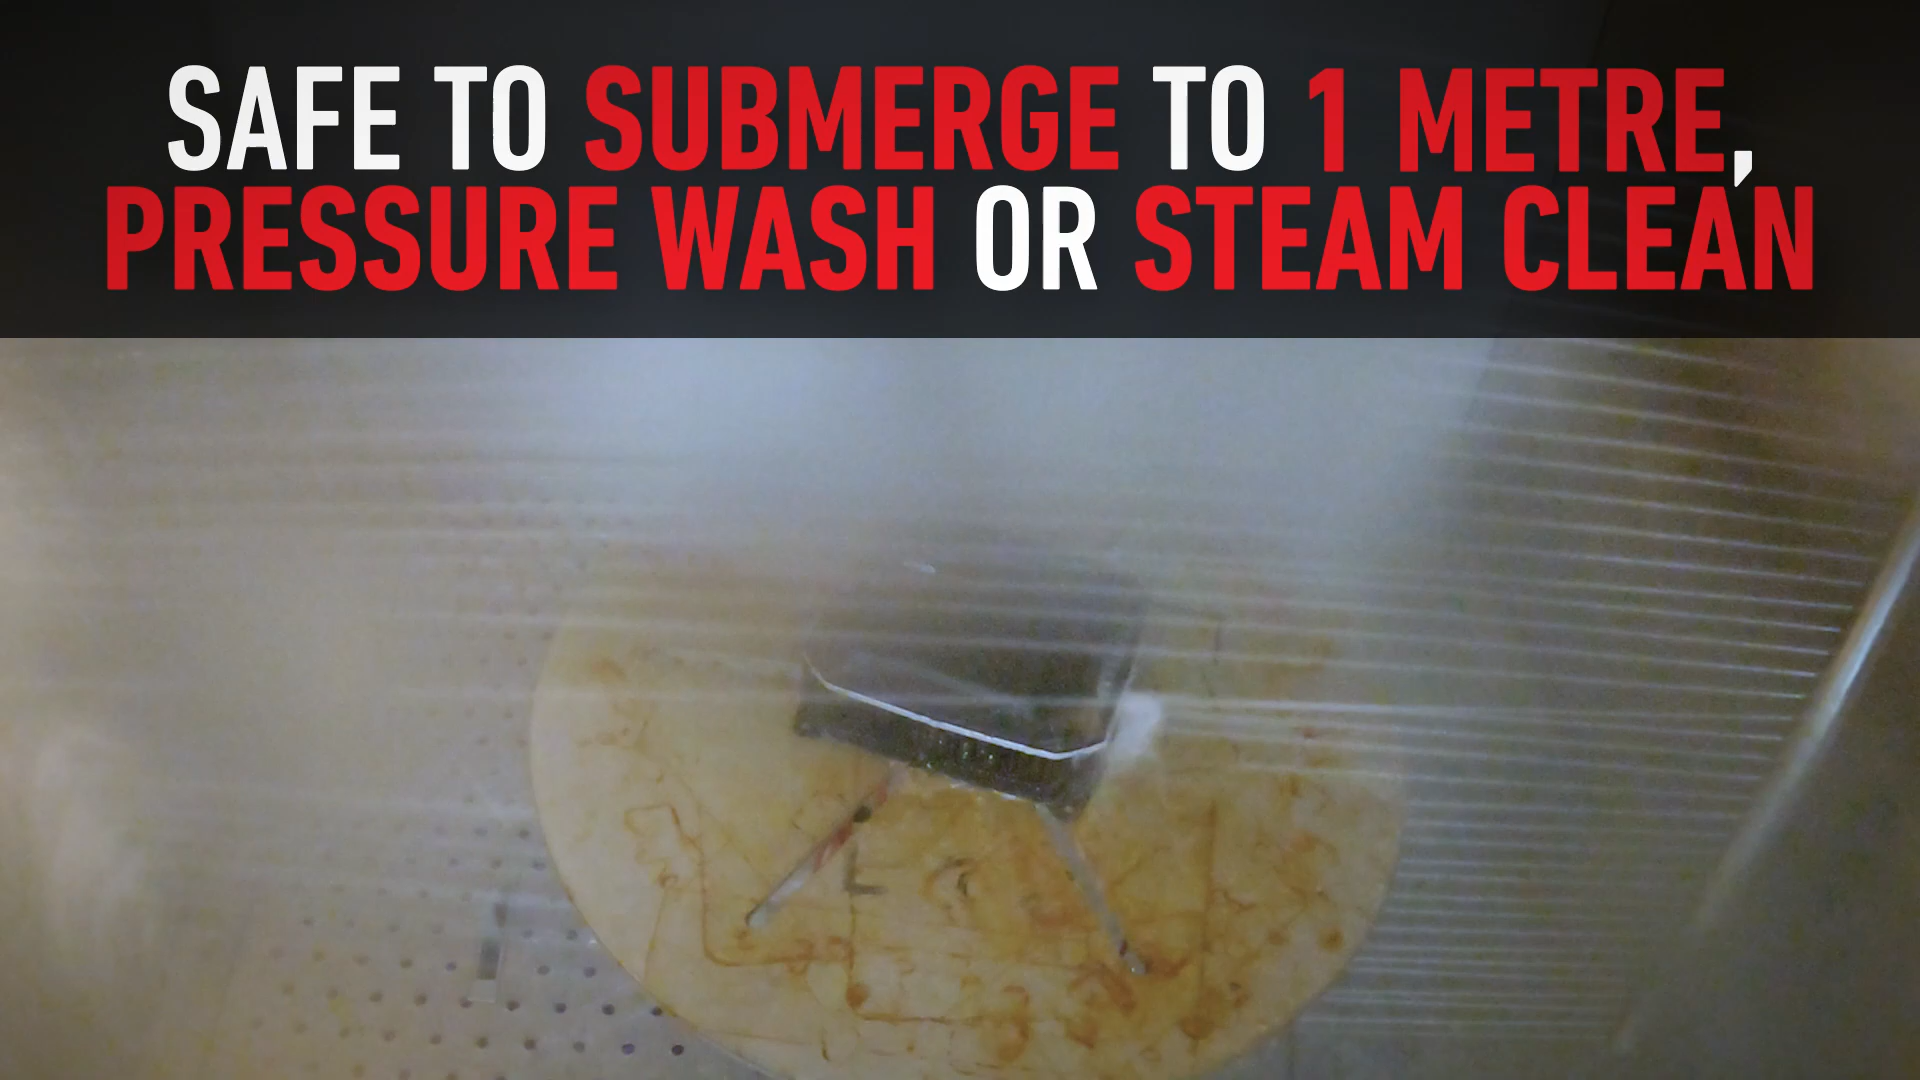 SAFE TO SUBMERGE TO 1 METRE,
PRESSURE WASH OR STEAM CLEAN